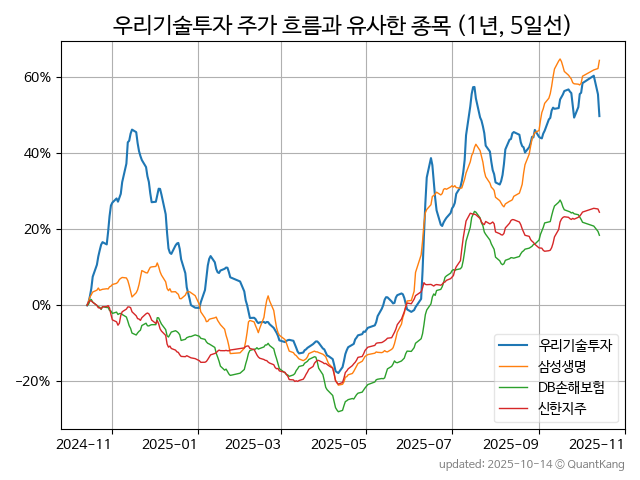 우리기술투자 주가 흐름과 유사한 종목 (1년, 5일선)
60%
40%
20%
0%
−20%
우리기술투자
삼성생명
DB손해보험
신한지주
2024-11
2025-01
2025-03
2025-05
2025-07
2025-09
2025-11
updated: 2025-10-14 © QuantKang